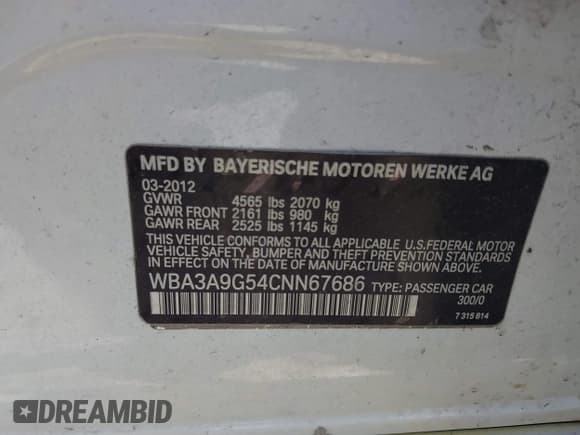 MFD BY BAYERISCHE MOTOREN WERKE AG
03-2012
GVWR 4565 lbs 2070 kg
GAWR FRONT 2161 lbs 980 kg
GAWR REAR 2525 lbs 1145 kg
THIS VEHICLE CONFORMS TO ALL APPLICABLE U.S.FEDERAL MOTOR
VEHICLE SAFETY, BUMPER AND THEFT PREVENTION STANDARDS
IN EFFECT ON THE DATE OF MANUFACTURE SHOWN ABOVE.
WBA3A9G54CNN67686 TYPE: PASSENGER CAR
300/0
7 315 814
DREAMBID